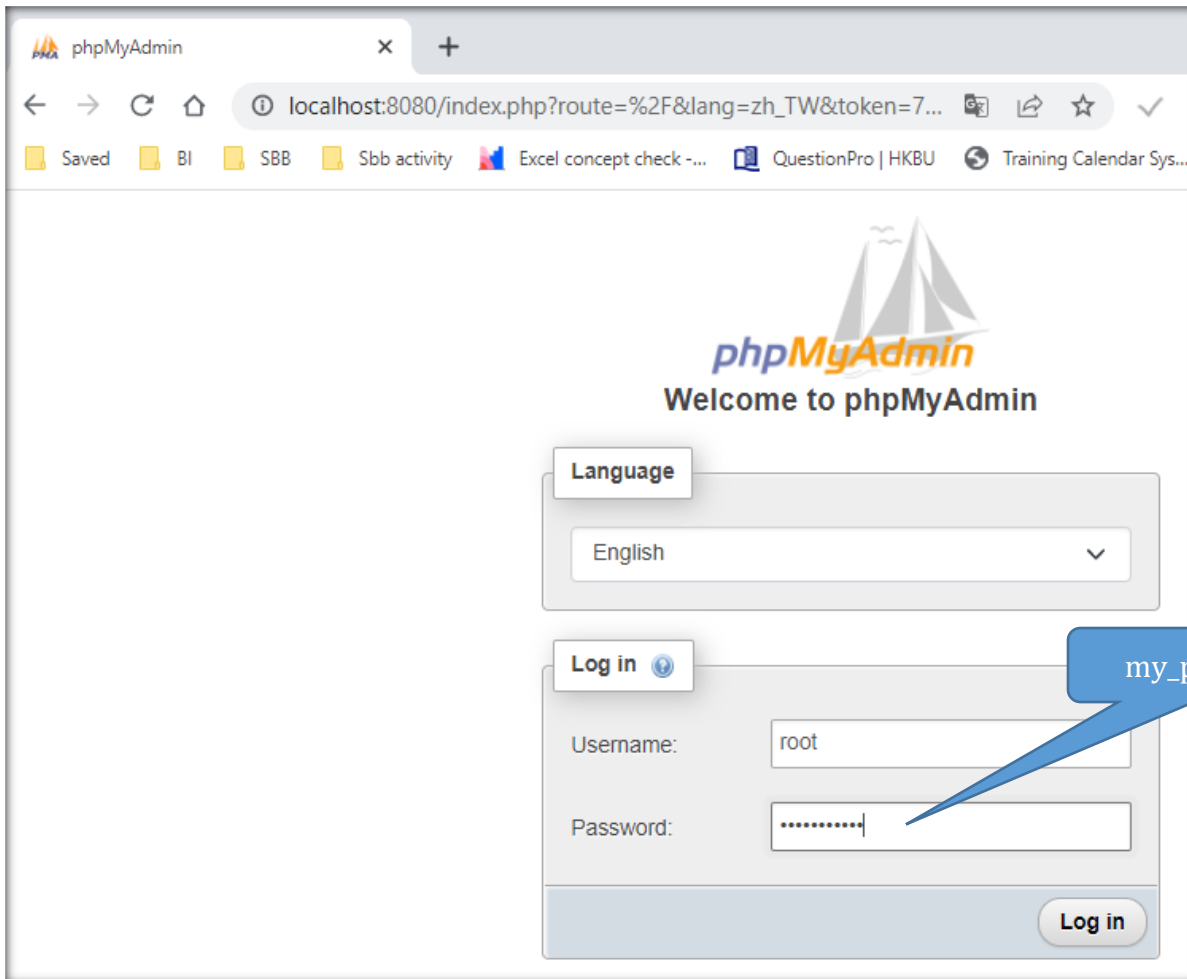 phpMyAdmin
localhost:8080/index.php?route=%2F&lang=zh_TW&token=7...
Saved BI SBB Sbb activity Excel concept check -... QuestionPro | HKBU Training Calendar Sys...
phpMyAdmin
Welcome to phpMyAdmin
Language
English
Log in
my_p
Username: root
Password: •••••••••••
Log in